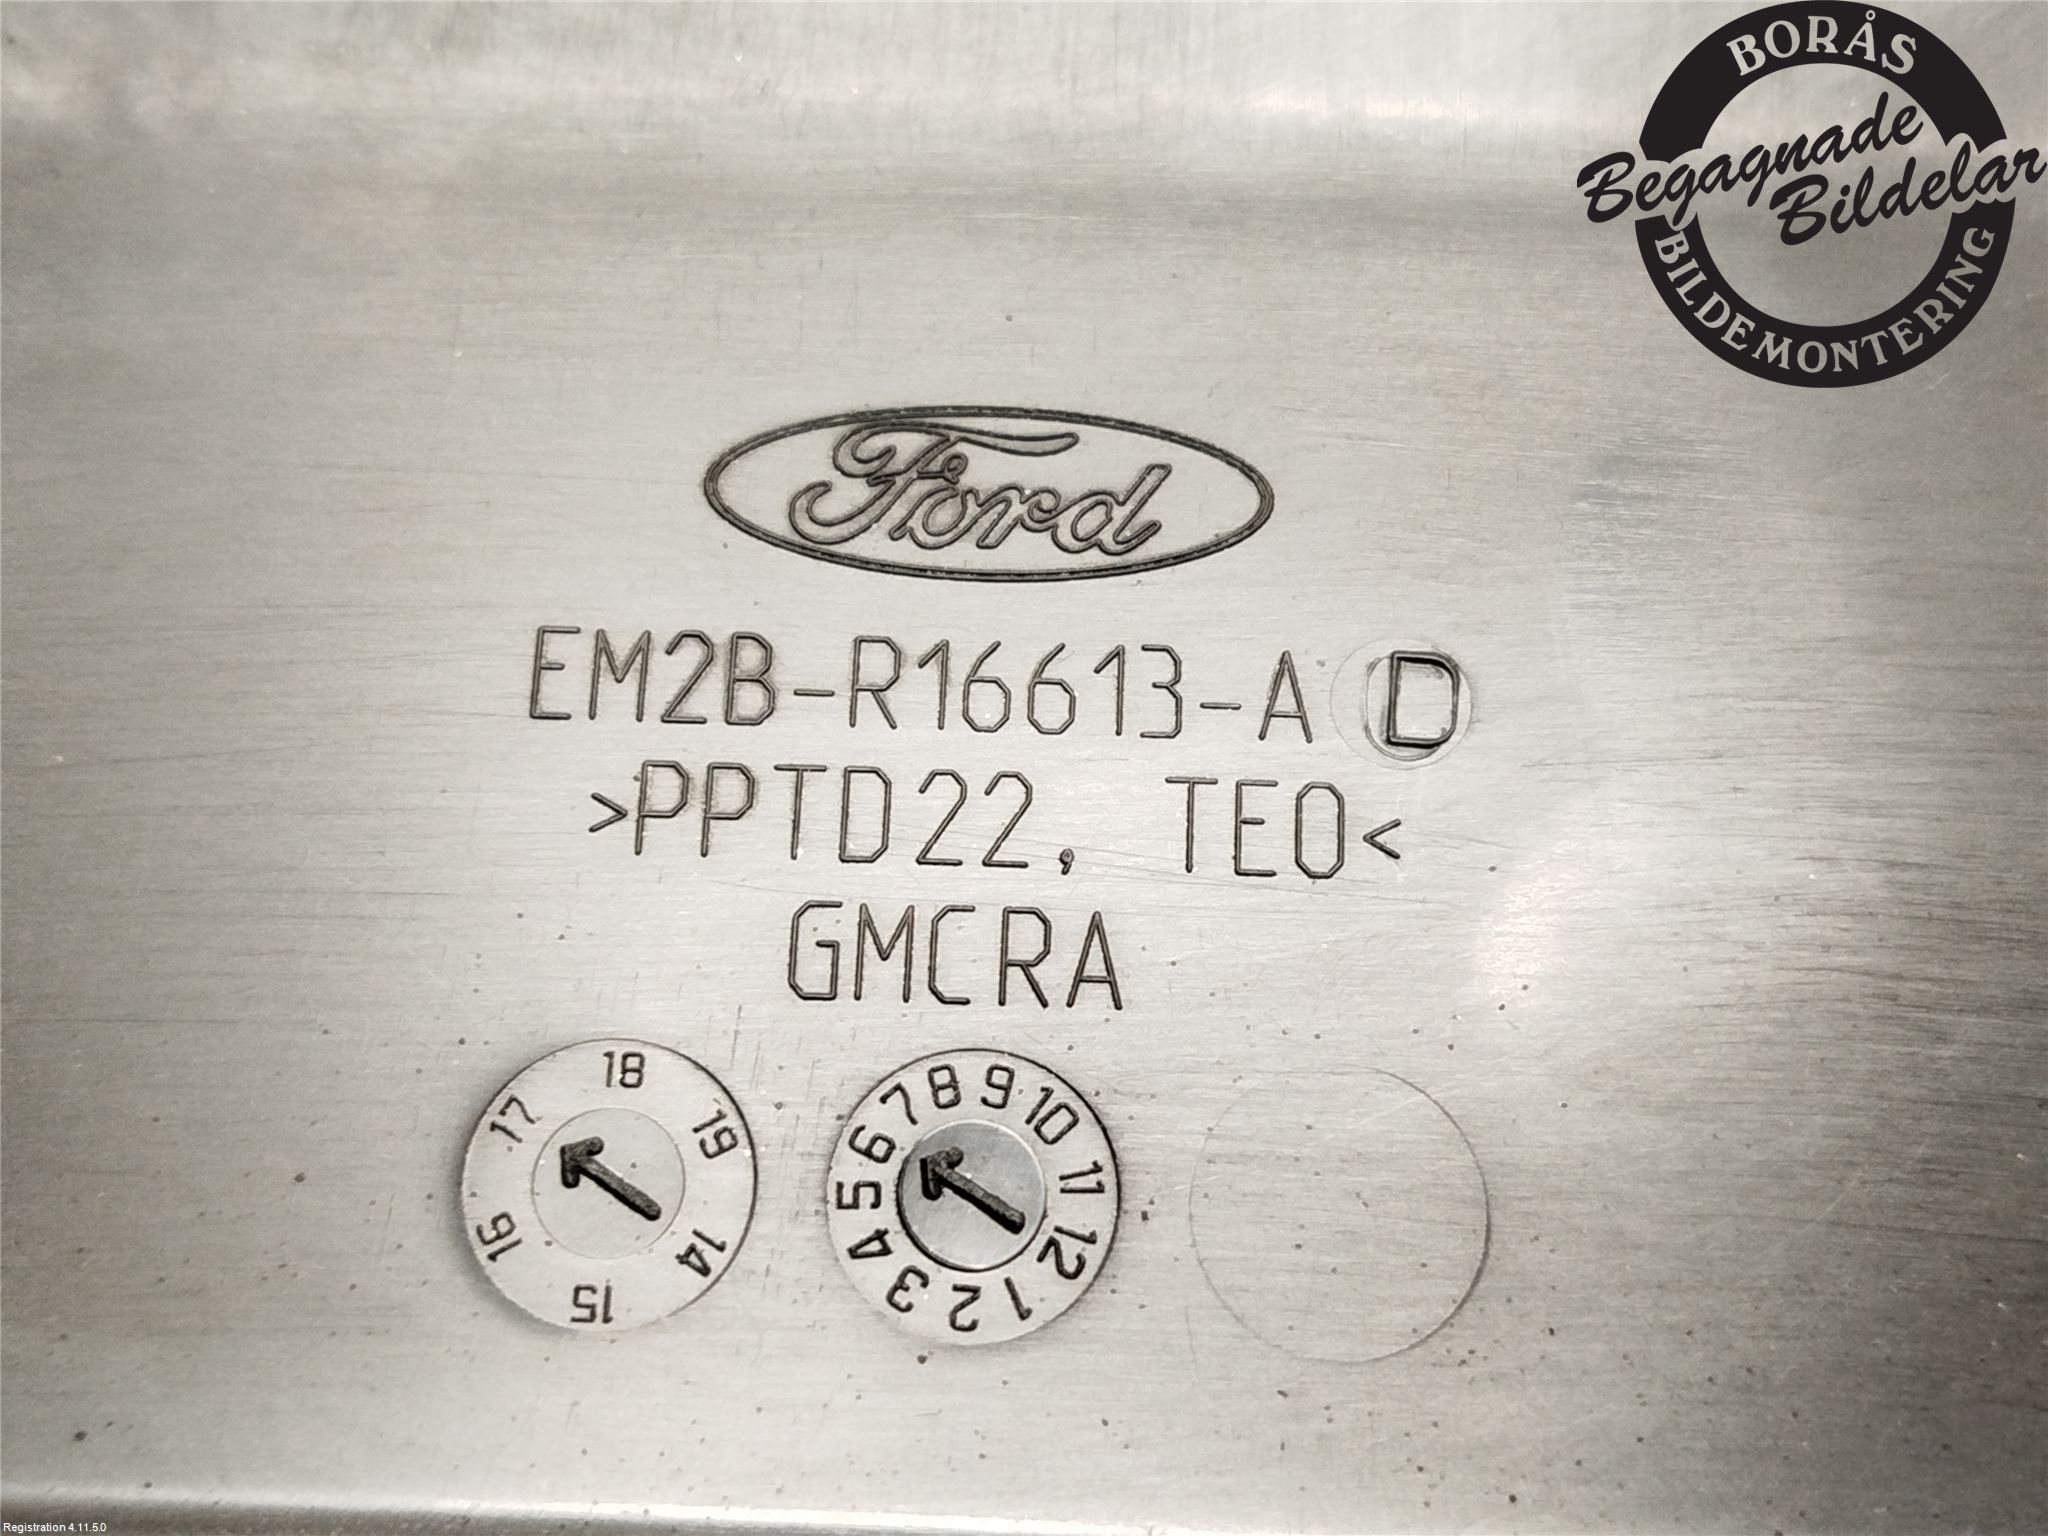 BORÅS
Begagnade
Bildelar
BILDEMONTERING
Ford
EM2B-R16613-A D
>PPTD22, TEO<
GMCRA
14 15 16 17 18 19
1 2 3 4 5 6 7 8 9 10 11 12
Registration 4.11.5.0